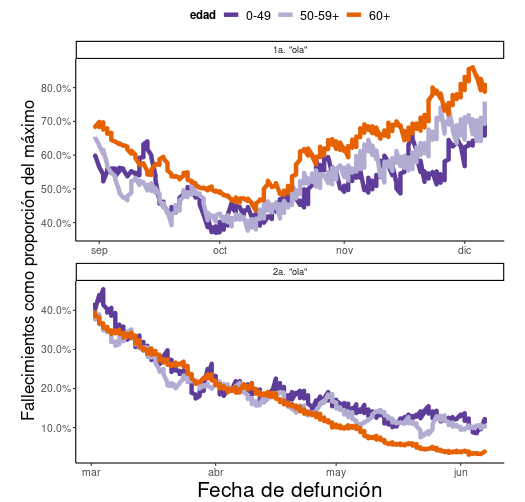 edad 0-49 50-59+ 60+
1a. "ola"
80.0%
70.0%
60.0%
50.0%
40.0%
sep oct nov dic
2a. "ola"
40.0%
30.0%
20.0%
10.0%
mar abr may jun
Fallecimientos como proporción del máximo
Fecha de defunción